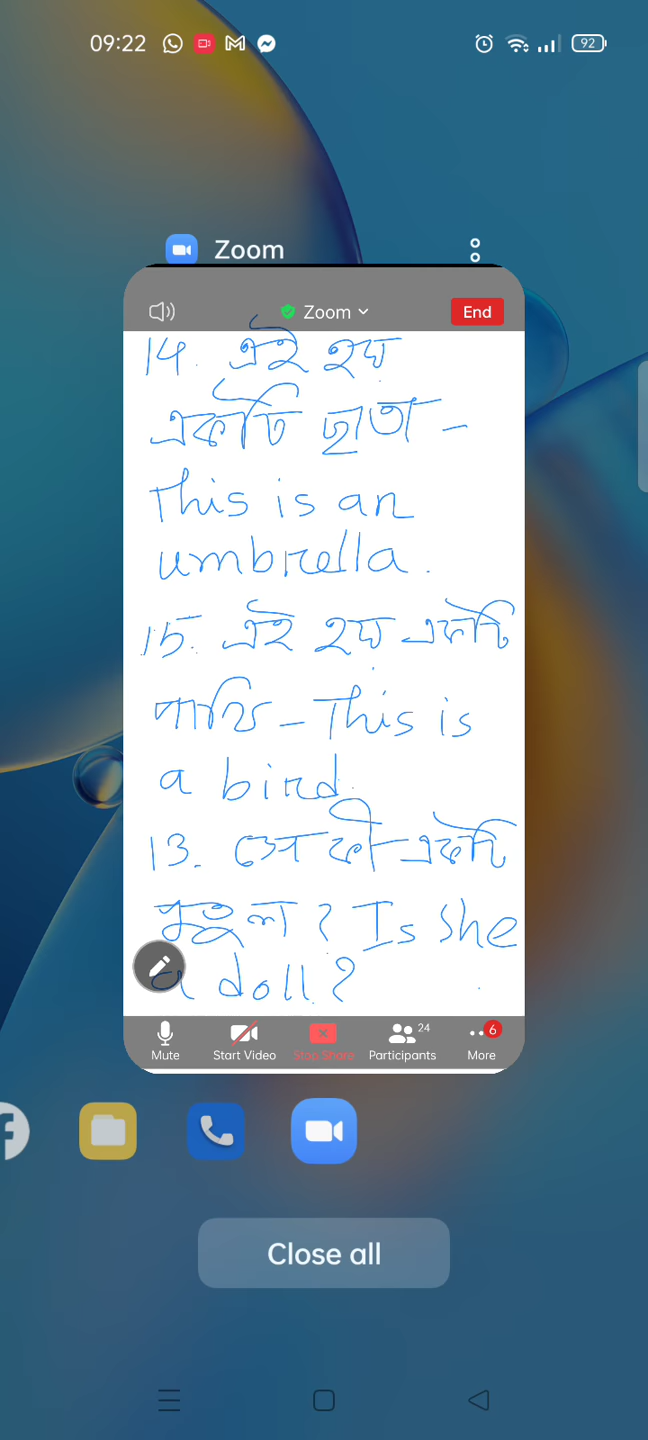 09:22
92
Zoom
Zoom
End
14. এই হয়
একটি ছাতা -
This is an
umbrella.
15. এই হয় একটি
পাখি - This is
a bird.
13. সে কী একটি
পুতুল? Is she
a doll?
Mute
Start Video
Stop Share
Participants
24
More
6
Close all